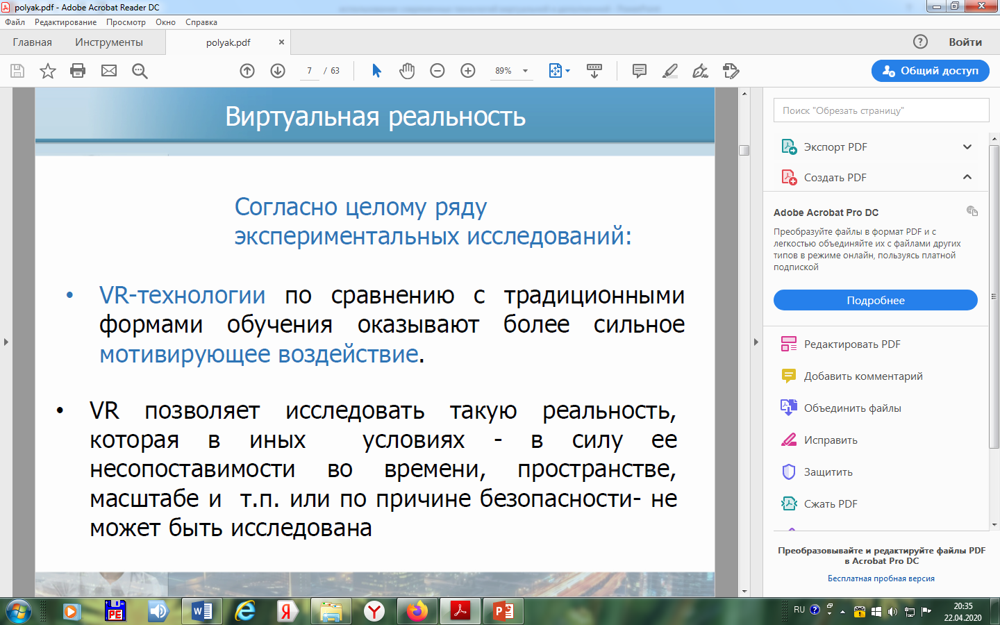 polyak.pdf - Adobe Acrobat Reader DC
Файл Редактирование Просмотр Окно Справка
Главная Инструменты polyak.pdf Войти
7 / 63 89% Общий доступ
Виртуальная реальность
Согласно целому ряду
экспериментальных исследований:
• VR-технологии по сравнению с традиционными
формами обучения оказывают более сильное
мотивирующее воздействие.
• VR позволяет исследовать такую реальность,
которая в иных условиях - в силу ее
несопоставимости во времени, пространстве,
масштабе и т.п. или по причине безопасности- не
может быть исследована
Поиск "Обрезать страницу"
Экспорт PDF
Создать PDF
Adobe Acrobat Pro DC
Преобразуйте файлы в формат PDF и с
легкостью объединяйте их с файлами других
типов в режиме онлайн, пользуясь платной
подпиской
Подробнее
Редактировать PDF
Добавить комментарий
Объединить файлы
Исправить
Защитить
Сжать PDF
Преобразовывайте и редактируйте файлы PDF
в Acrobat Pro DC
Бесплатная пробная версия
RU
20:35
22.04.2020